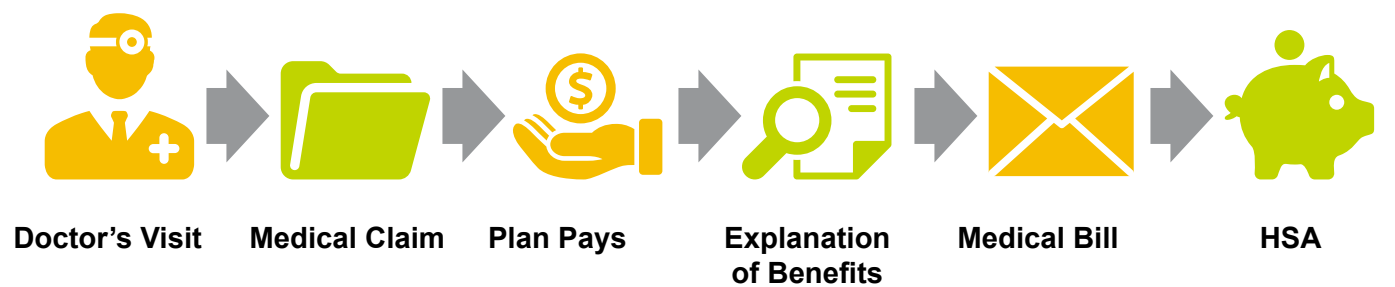 $
Doctor’s Visit
Medical Claim
Plan Pays
Explanation
of Benefits
Medical Bill
HSA